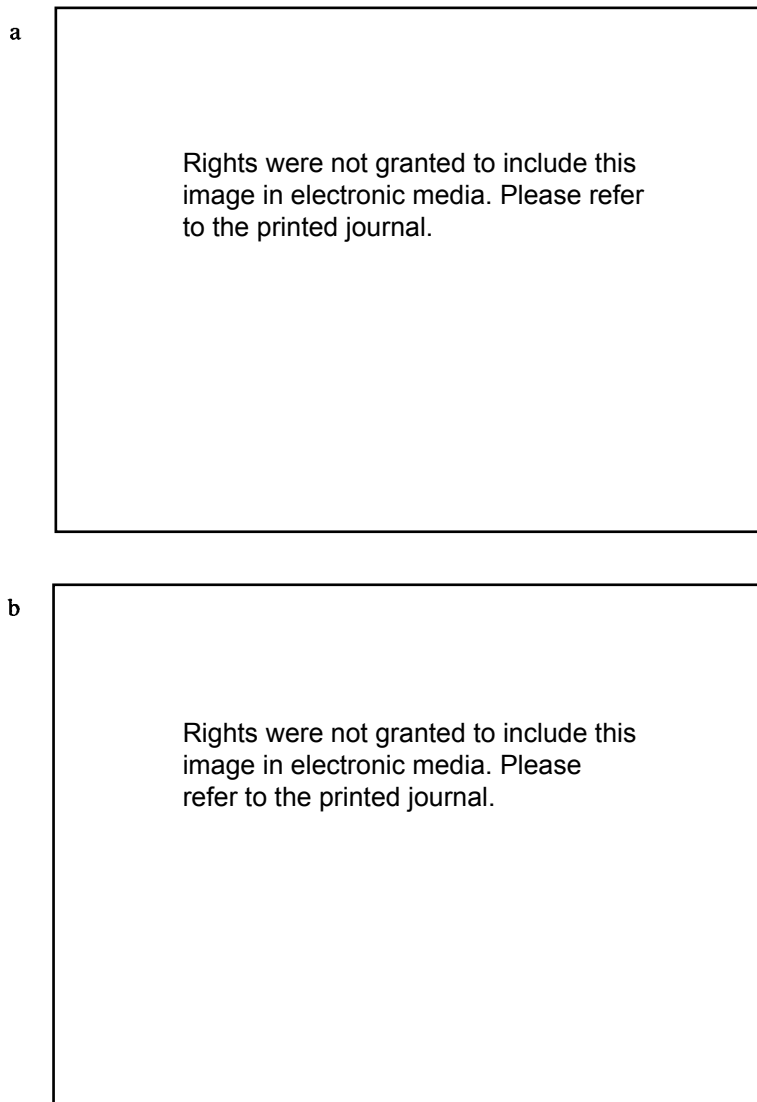 a
Rights were not granted to include this
image in electronic media. Please refer
to the printed journal.
b
Rights were not granted to include this
image in electronic media. Please
refer to the printed journal.